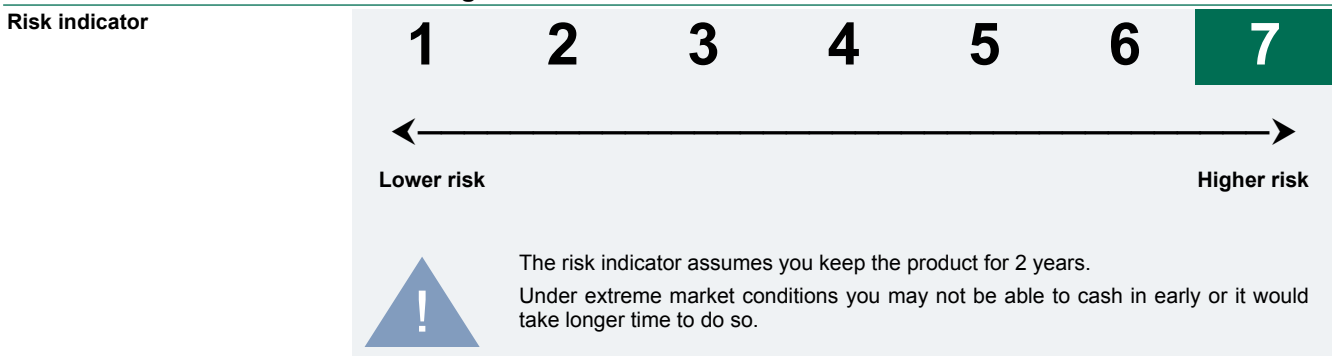 Risk indicator
1 2 3 4 5 6 7
Lower risk Higher risk
!
The risk indicator assumes you keep the product for 2 years.
Under extreme market conditions you may not be able to cash in early or it would
take longer time to do so.